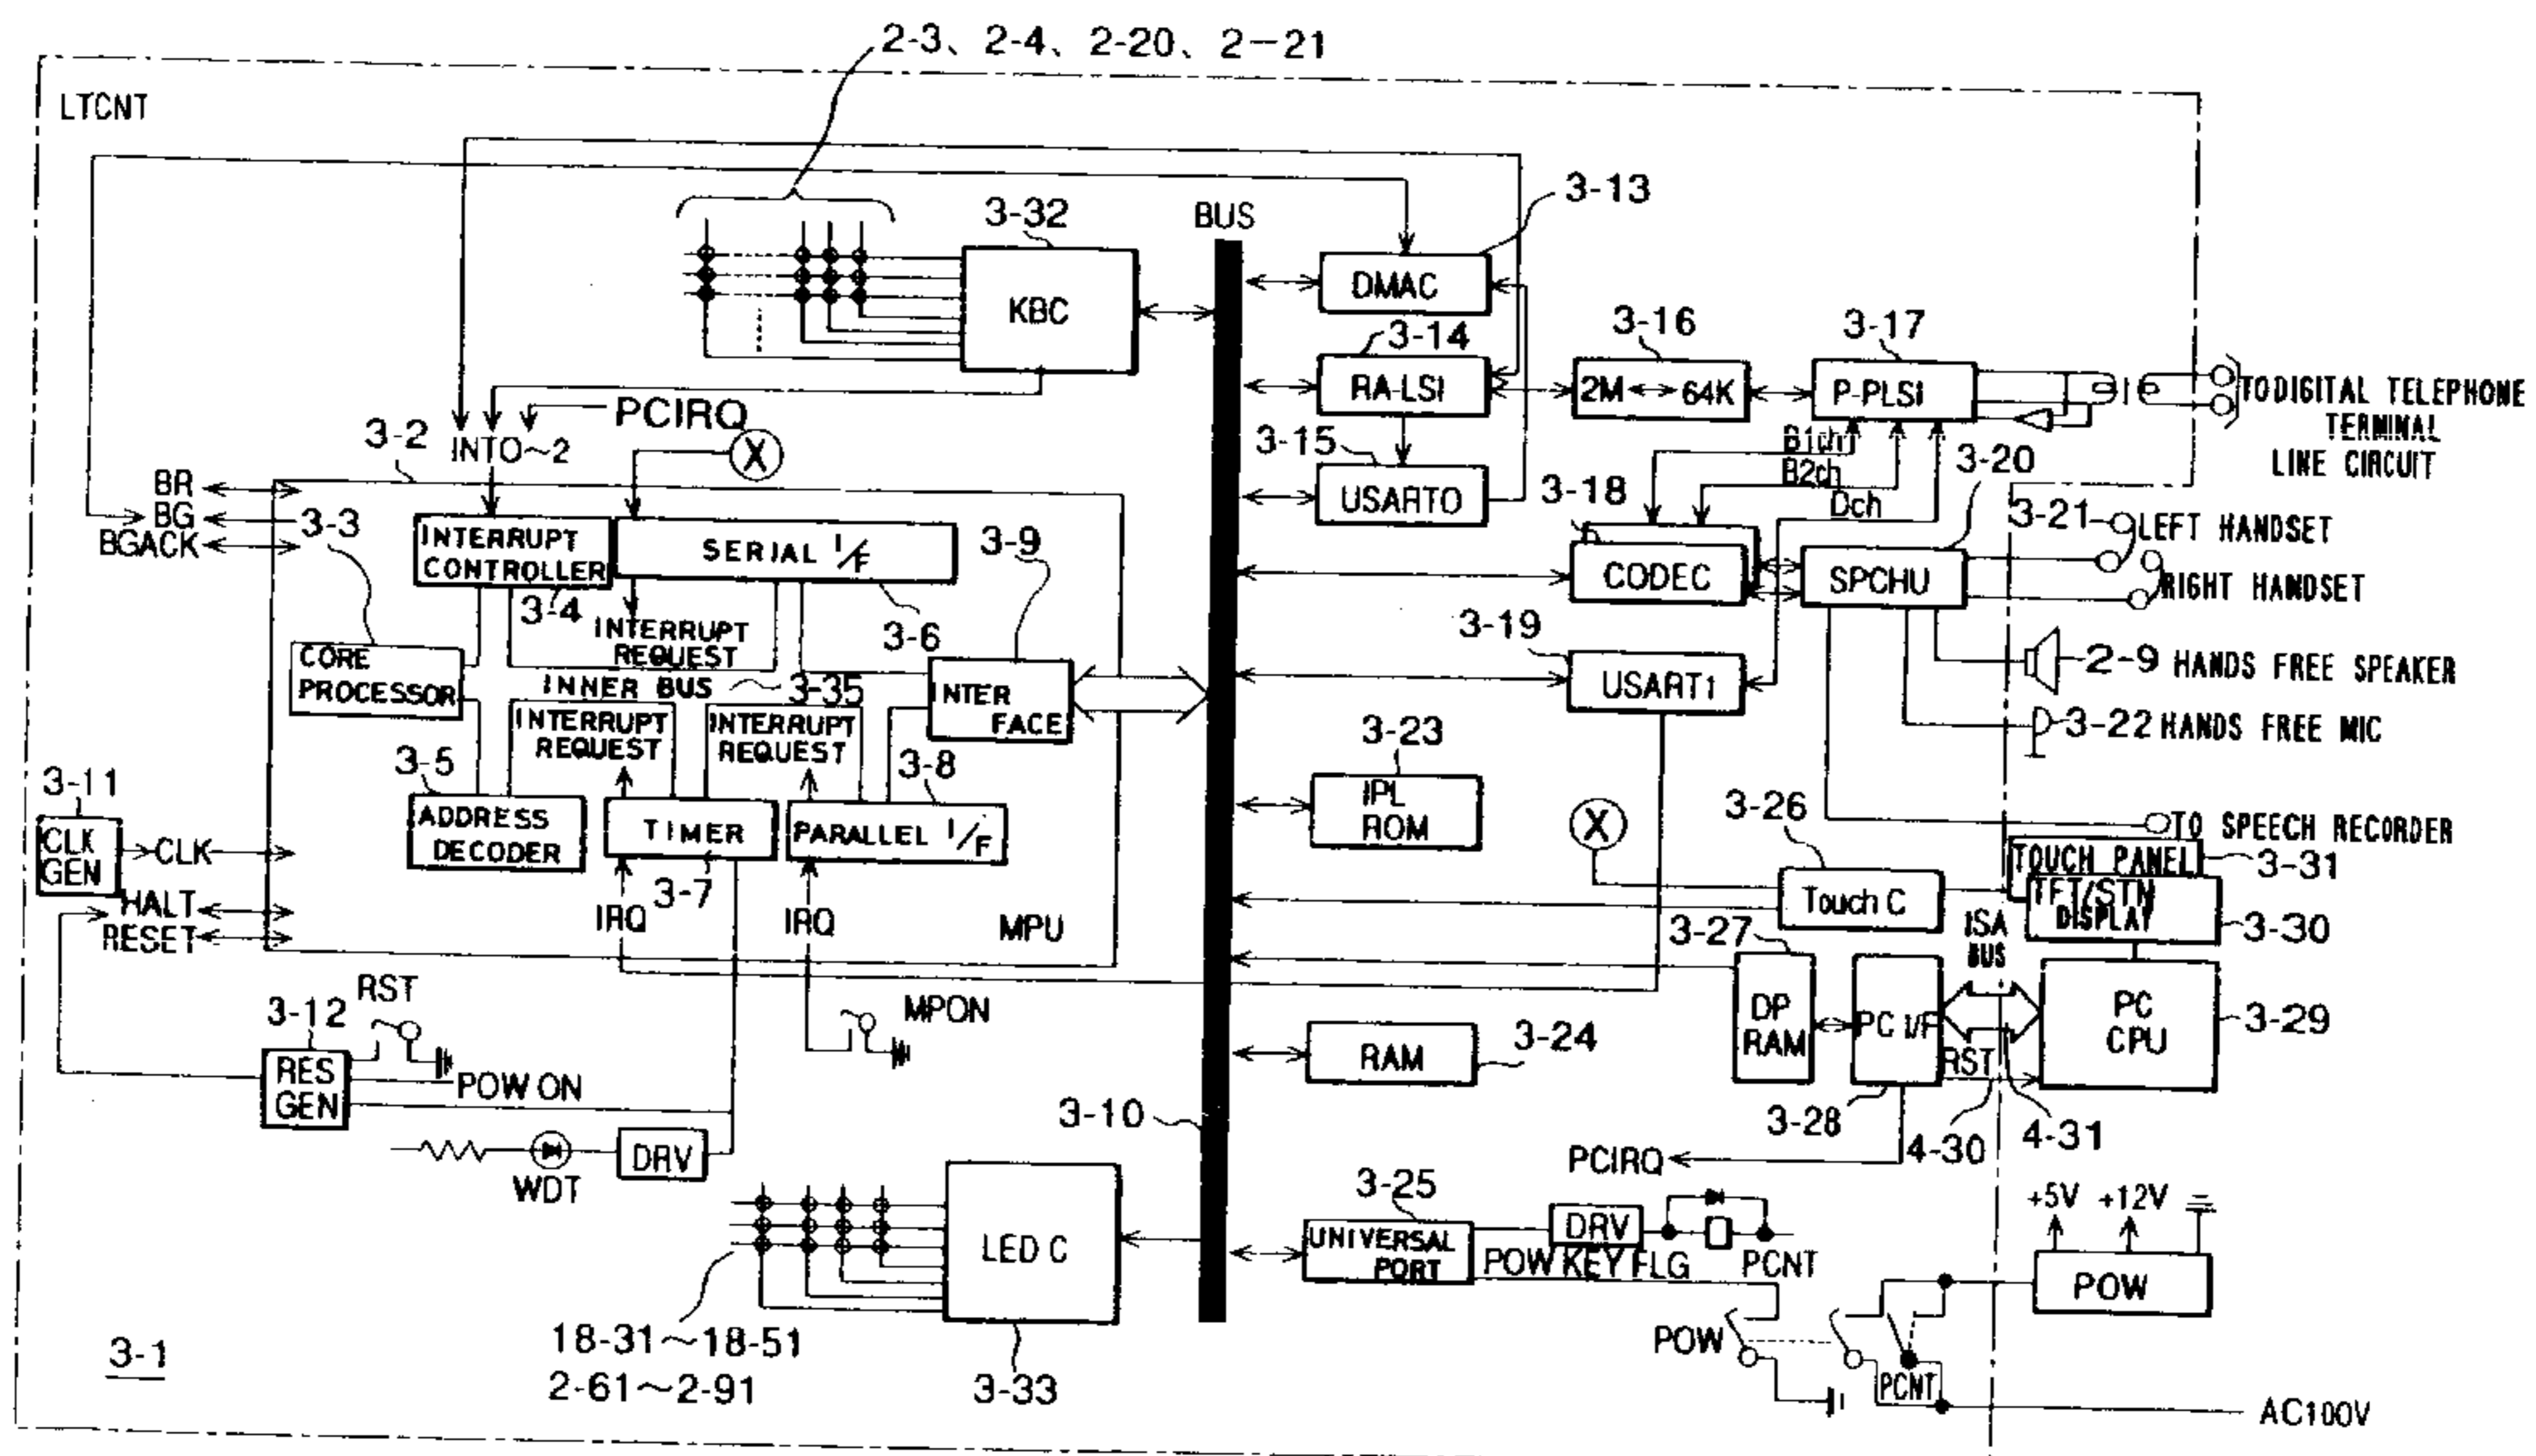 2-3、2-4、2-20、2-21
LTCNT
3-32
BUS
3-13
KBC
DMAC
3-14
3-16
3-17
RA-LSI
2M↔64K
P-PLSI
TO DIGITAL TELEPHONE
TERMINAL
LINE CIRCUIT
PCIRQ
X
3-2
INTO~2
3-15
USARTO
B1ch
B2ch
Dch
3-18
3-20
BR
BG
BGACK
3-3
INTERRUPT
CONTROLLER
3-4
SERIAL I/F
3-6
3-9
CODEC
SPCHU
3-21
LEFT HANDSET
RIGHT HANDSET
INTERRUPT
REQUEST
CORE
PROCESSOR
INNER BUS
3-35
INTER
FACE
3-19
USART1
2-9 HANDS FREE SPEAKER
3-22 HANDS FREE MIC
INTERRUPT
REQUEST
INTERRUPT
REQUEST
3-5
3-8
3-23
IPL
ROM
3-11
CLK
GEN
CLK
ADDRESS
DECODER
TIMER
3-7
PARALLEL I/F
X
3-26
Touch C
TO SPEECH RECORDER
TOUCH PANEL
3-31
TFT/STN
DISPLAY
3-30
HALT
RESET
IRQ
IRQ
MPU
3-27
ISA
BUS
RST
3-12
RES
GEN
POW ON
MPON
DP
RAM
PC I/F
RST
PC
CPU
3-29
RAM
3-24
3-10
3-28
4-30
4-31
WDT
DRV
PCIRQ
3-25
UNIVERSAL
PORT
DRV
POW KEY FLG
PCNT
+5V
+12V
POW
LED C
18-31~18-51
2-61~2-91
3-33
POW
PCNT
AC100V
3-1